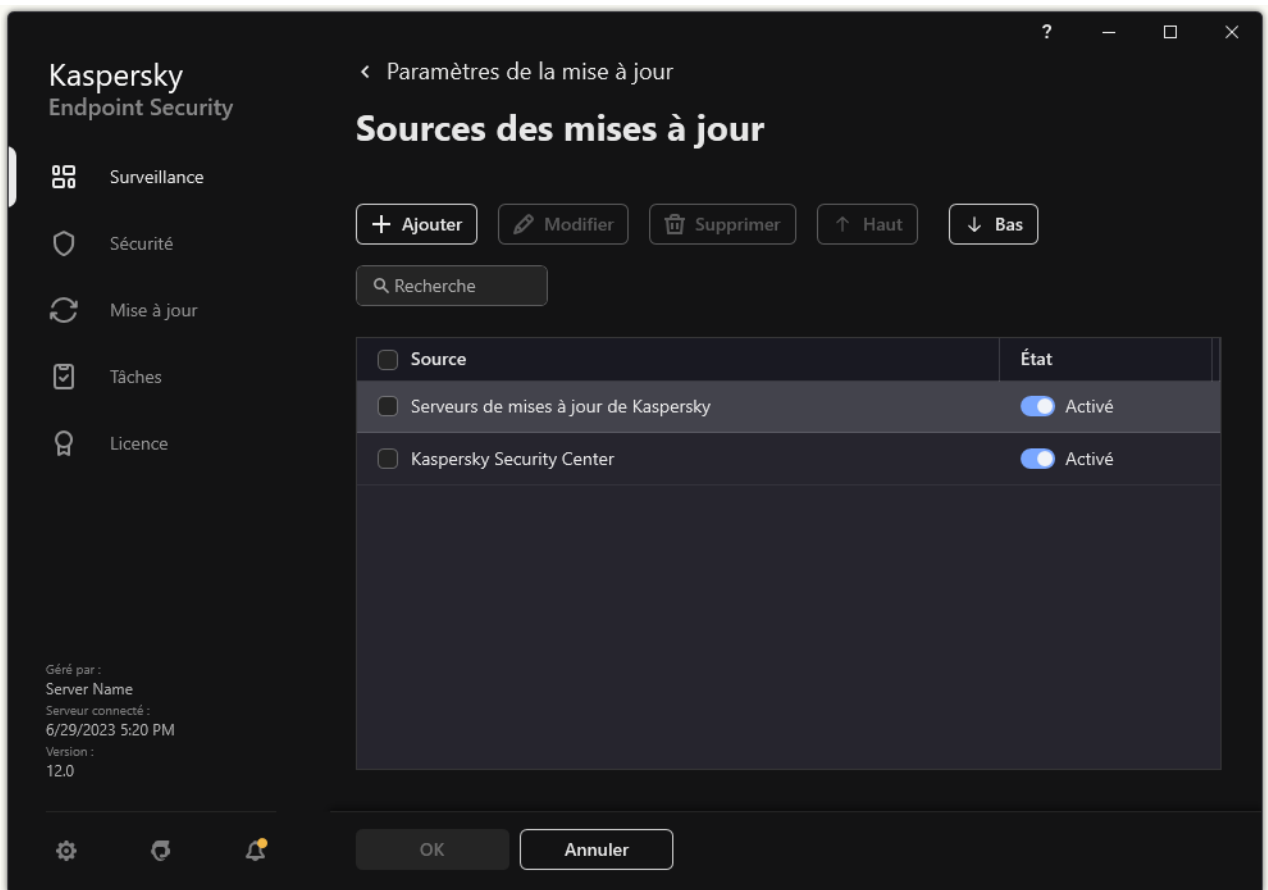 ?
Kaspersky
Endpoint Security
Surveillance
Sécurité
Mise à jour
Tâches
Licence
Géré par :
Server Name
Serveur connecté :
6/29/2023 5:20 PM
Version :
12.0
Paramètres de la mise à jour
Sources des mises à jour
Ajouter Modifier Supprimer Haut Bas
Recherche
Source État
Serveurs de mises à jour de Kaspersky Activé
Kaspersky Security Center Activé
OK Annuler